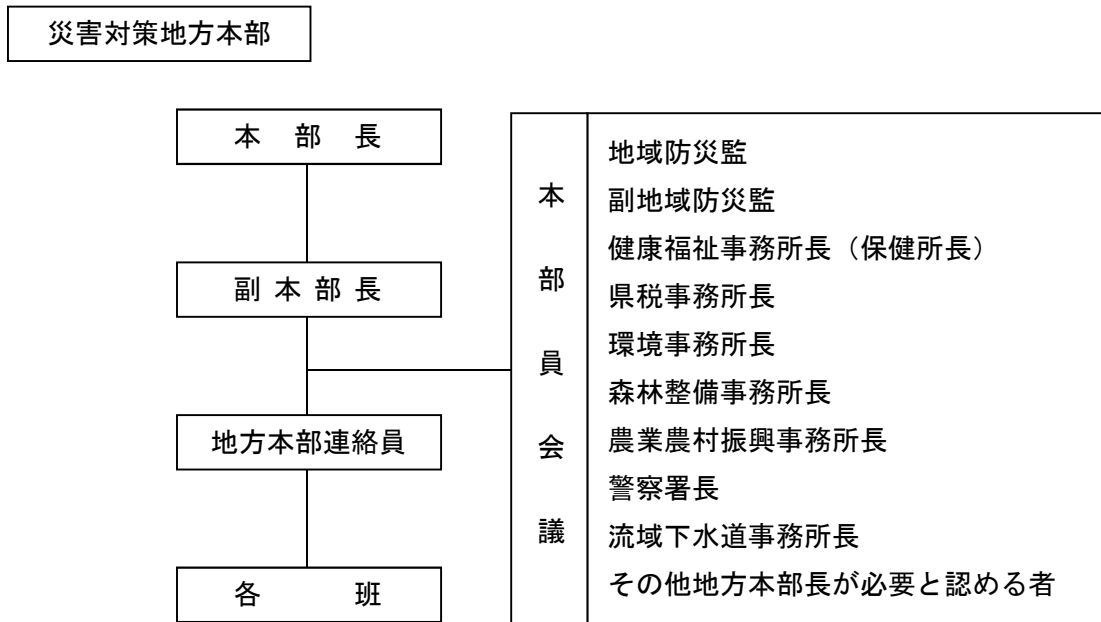 災害対策地方本部
本 部 長
副 本 部 長
地方本部連絡員
各 班
本部員会議
地域防災監
副地域防災監
健康福祉事務所長（保健所長）
県税事務所長
環境事務所長
森林整備事務所長
農業農村振興事務所長
警察署長
流域下水道事務所長
その他地方本部長が必要と認める者